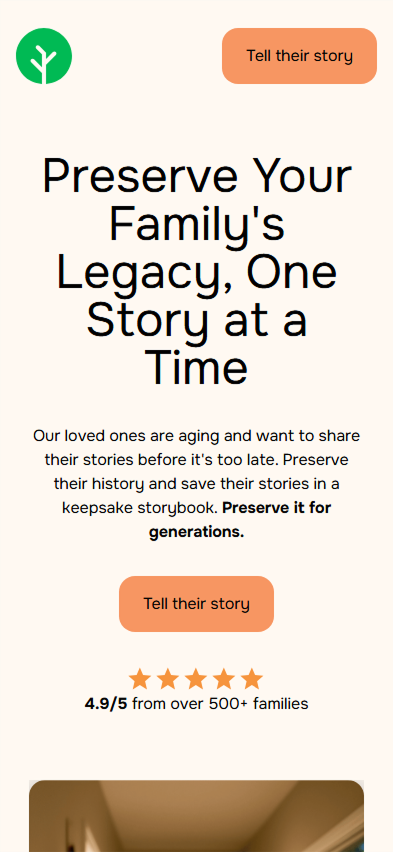 Tell their story
Preserve Your
Family's
Legacy, One
Story at a
Time
Our loved ones are aging and want to share
their stories before it's too late. Preserve
their history and save their stories in a
keepsake storybook. Preserve it for
generations.
Tell their story
4.9/5 from over 500+ families